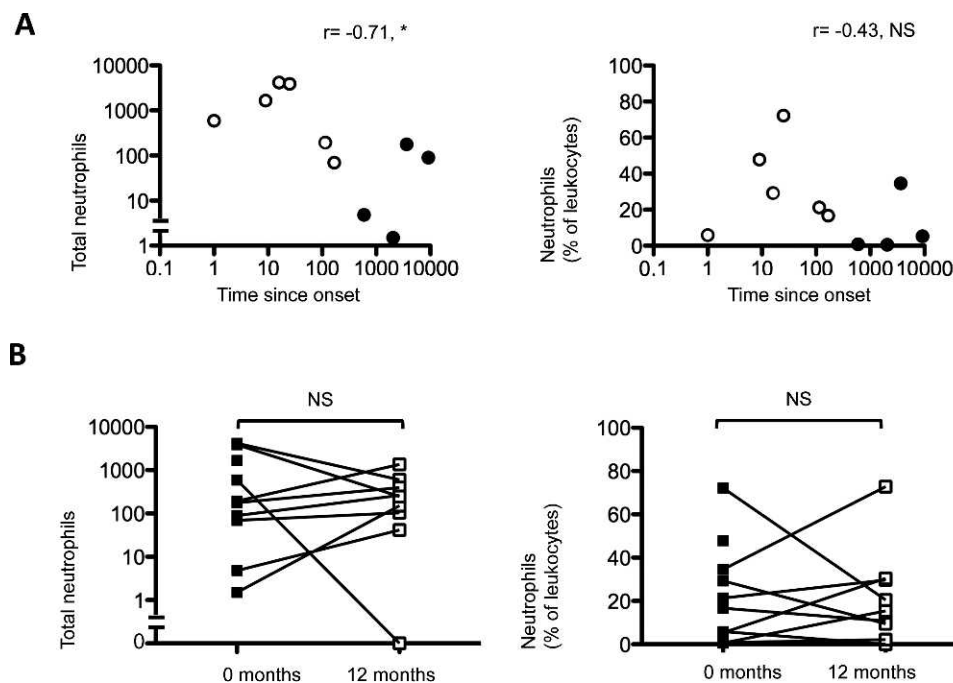 A
r= -0.71, *
Total neutrophils
10000
1000
100
10
1
0.1
1
10
100
1000
10000
Time since onset
r= -0.43, NS
Neutrophils
(% of leukocytes)
100
80
60
40
20
0
0.1
1
10
100
1000
10000
Time since onset
B
NS
Total neutrophils
10000
1000
100
10
1
0
0 months
12 months
NS
Neutrophils
(% of leukocytes)
100
80
60
40
20
0
0 months
12 months